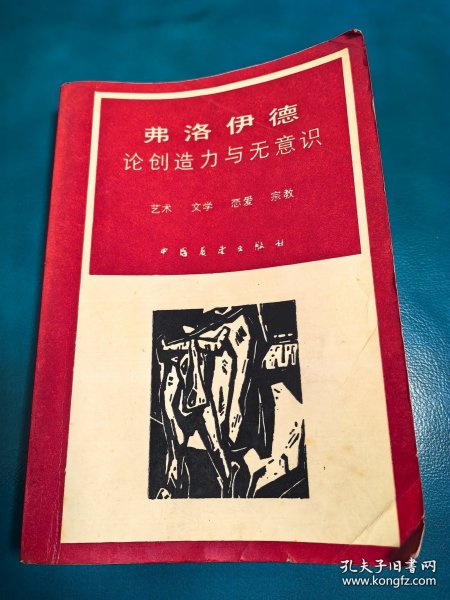 弗洛伊德
论创造力与无意识
艺术 文学 恋爱 宗教
中国展望出版社
孔夫子旧书网
www.kongfz.com